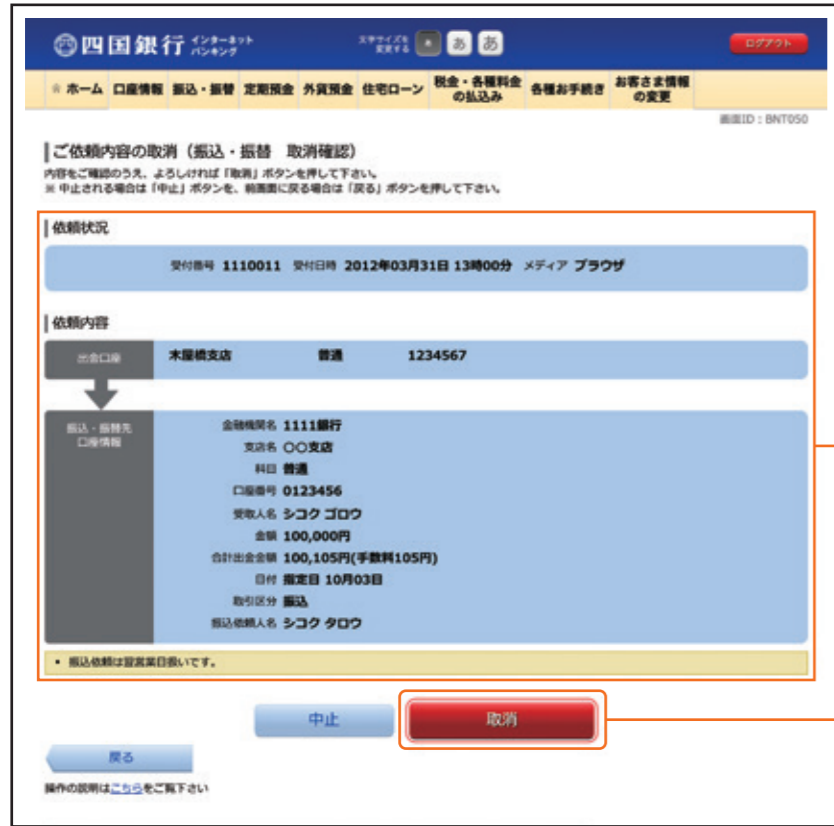 四国銀行 インターネットバンキング 文字サイズを変更する あ あ ログアウト
ホーム 口座情報 振込・振替 定期預金 外貨預金 住宅ローン 税金・各種料金の払込み 各種お手続き お客さま情報の変更
画面ID:BNT050
ご依頼内容の取消(振込・振替 取消確認)
内容をご確認のうえ、よろしければ「取消」ボタンを押して下さい。
※ 中止される場合は「中止」ボタンを、前画面に戻る場合は「戻る」ボタンを押して下さい。
依頼状況
受付番号 1110011 受付日時 2012年03月31日 13時00分 メディア ブラウザ
依頼内容
出金口座 木屋橋支店 普通 1234567
振込・振替先口座情報
金融機関名 1111銀行
支店名 〇〇支店
科目 普通
口座番号 0123456
受取人名 シコク ゴロウ
金額 100,000円
合計出金金額 100,105円(手数料105円)
日付 指定日 10月03日
取引区分 振込
振込依頼人名 シコク タロウ
・ 振込依頼は翌営業日扱いです。
中止 取消
戻る
操作の説明はこちらをご覧下さい